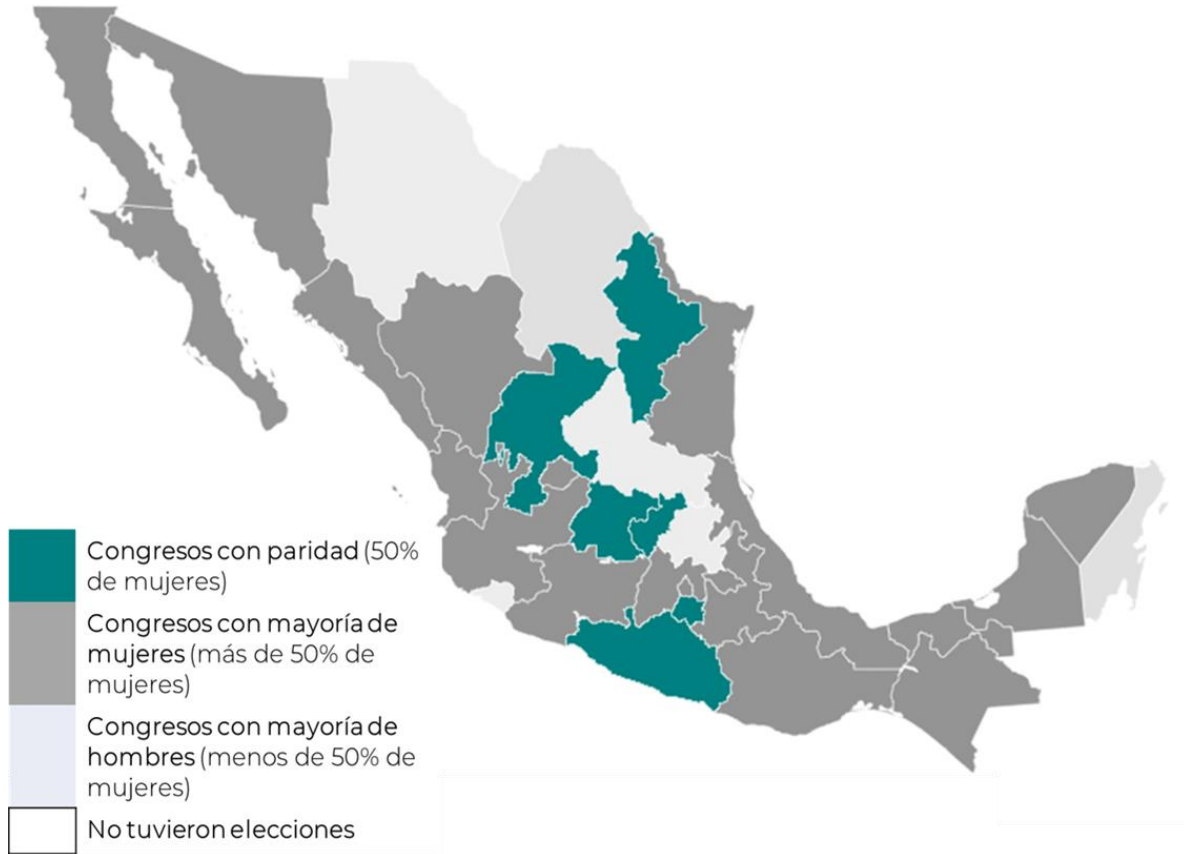 Congresos con paridad (50%
de mujeres)
Congresos con mayoría de
mujeres (más de 50% de
mujeres)
Congresos con mayoría de
hombres (menos de 50% de
mujeres)
No tuvieron elecciones